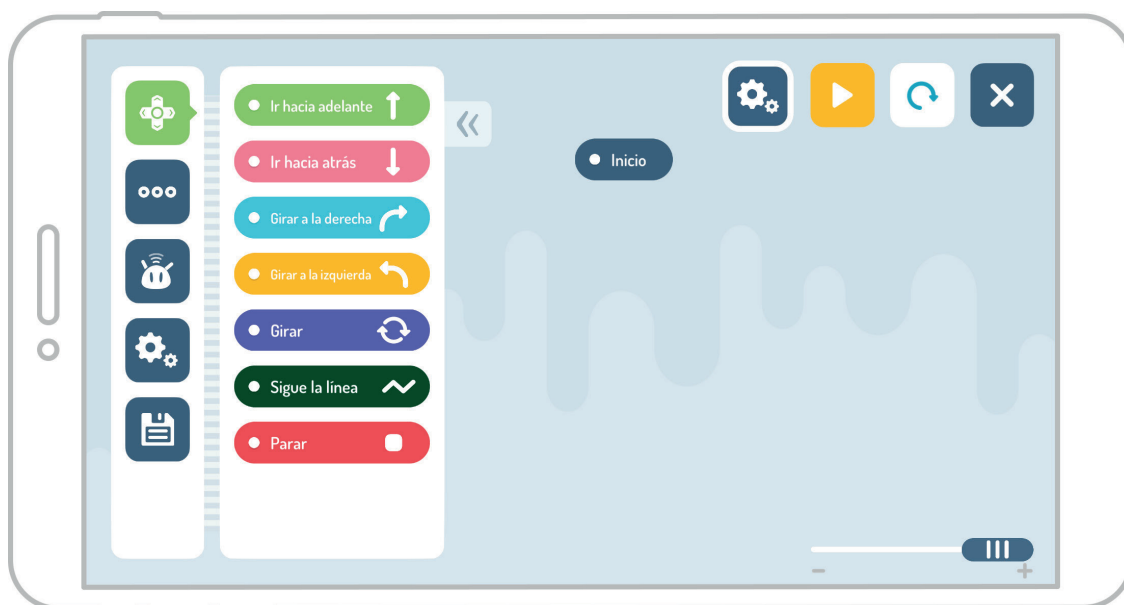 Ir hacia adelante
Ir hacia atrás
Girar a la derecha
Girar a la izquierda
Girar
Sigue la línea
Parar
Inicio
- +